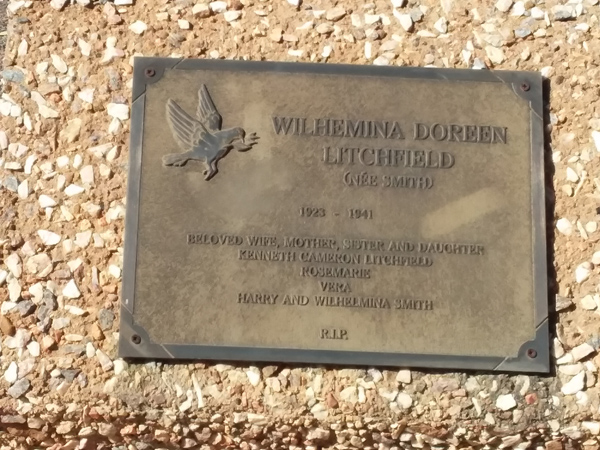 WILHEMINA DOREEN
LITCHFIELD
(NÉE SMITH)
1923 - 1941
BELOVED WIFE, MOTHER, SISTER AND DAUGHTER
KENNETH CAMERON LITCHFIELD
ROSEMARIE
VERA
HARRY AND WILHELMINA SMITH
R.I.P.